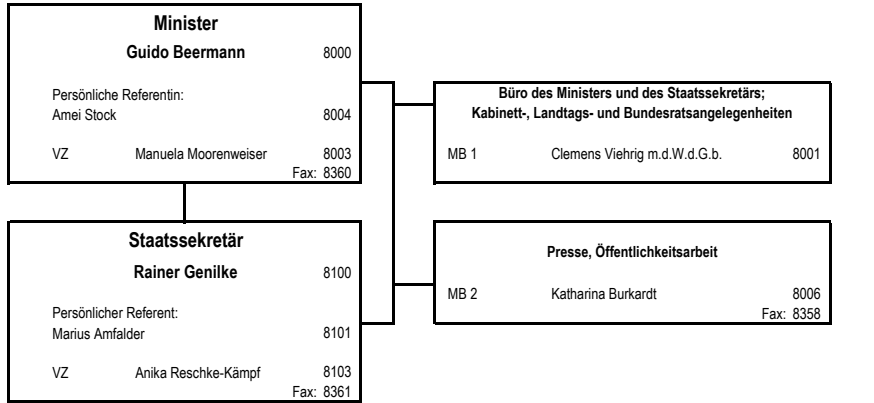 Minister
Guido Beermann 8000
Persönliche Referentin:
Amei Stock 8004
VZ Manuela Moorenweiser 8003
Fax: 8360
Büro des Ministers und des Staatssekretärs;
Kabinett-, Landtags- und Bundesratsangelegenheiten
MB 1 Clemens Viehrig m.d.W.d.G.b. 8001
Staatssekretär
Rainer Genilke 8100
Persönlicher Referent:
Marius Amfalder 8101
VZ Anika Reschke-Kämpf 8103
Fax: 8361
Presse, Öffentlichkeitsarbeit
MB 2 Katharina Burkardt 8006
Fax: 8358